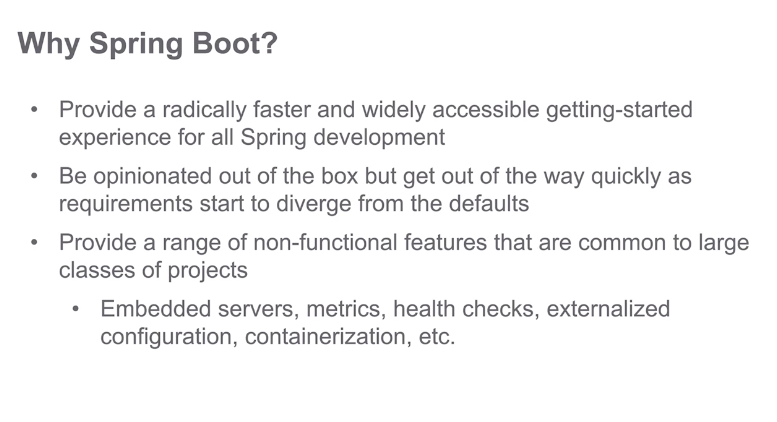 Why Spring Boot?
• Provide a radically faster and widely accessible getting-started
experience for all Spring development
• Be opinionated out of the box but get out of the way quickly as
requirements start to diverge from the defaults
• Provide a range of non-functional features that are common to large
classes of projects
• Embedded servers, metrics, health checks, externalized
configuration, containerization, etc.